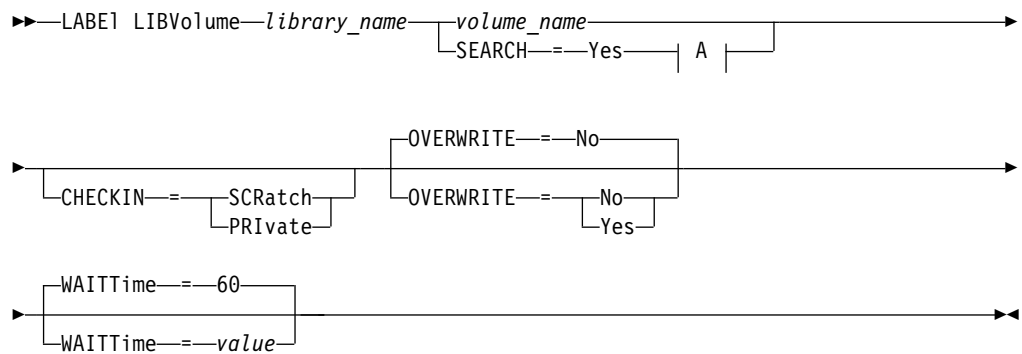 LABEl LIBVolume library_name volume_name
SEARCH = Yes A
OVERWRITE = No
CHECKIN = SCRatch OVERWRITE = No
PRIvate Yes
WAITTime = 60
WAITTime = value